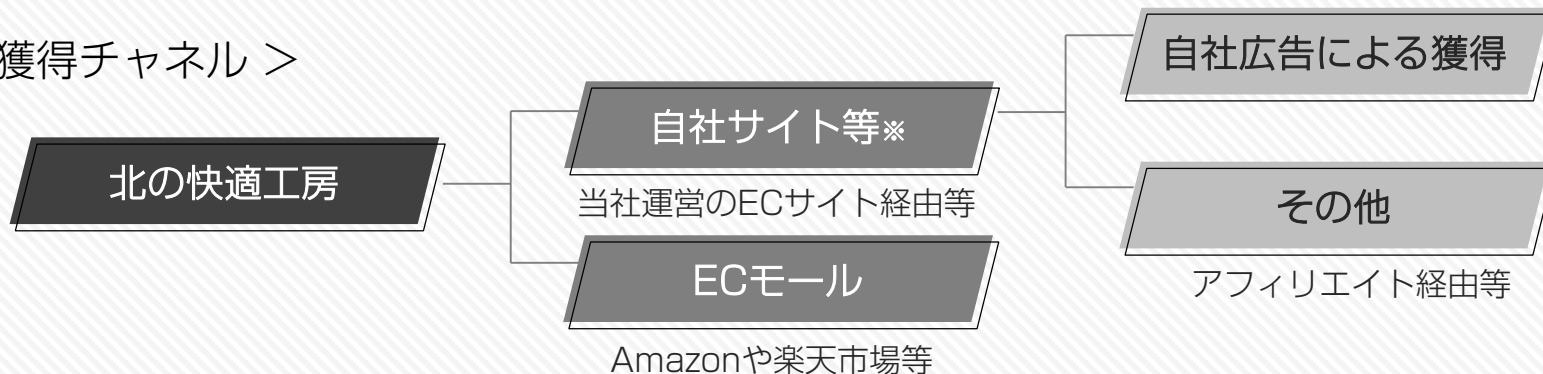 獲得チャネル ＞
北の快適工房
自社サイト等※
当社運営のECサイト経由等
ECモール
Amazonや楽天市場等
自社広告による獲得
その他
アフィリエイト経由等